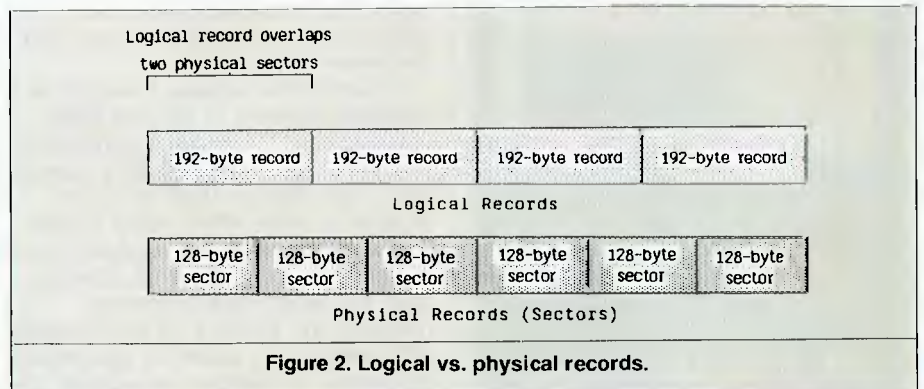 Logical record overlaps
two physical sectors
192-byte record 192-byte record 192-byte record 192-byte record
Logical Records
128-byte 128-byte 128-byte 128-byte 128-byte 128-byte
sector sector sector sector sector sector
Physical Records (Sectors)
Figure 2. Logical vs. physical records.